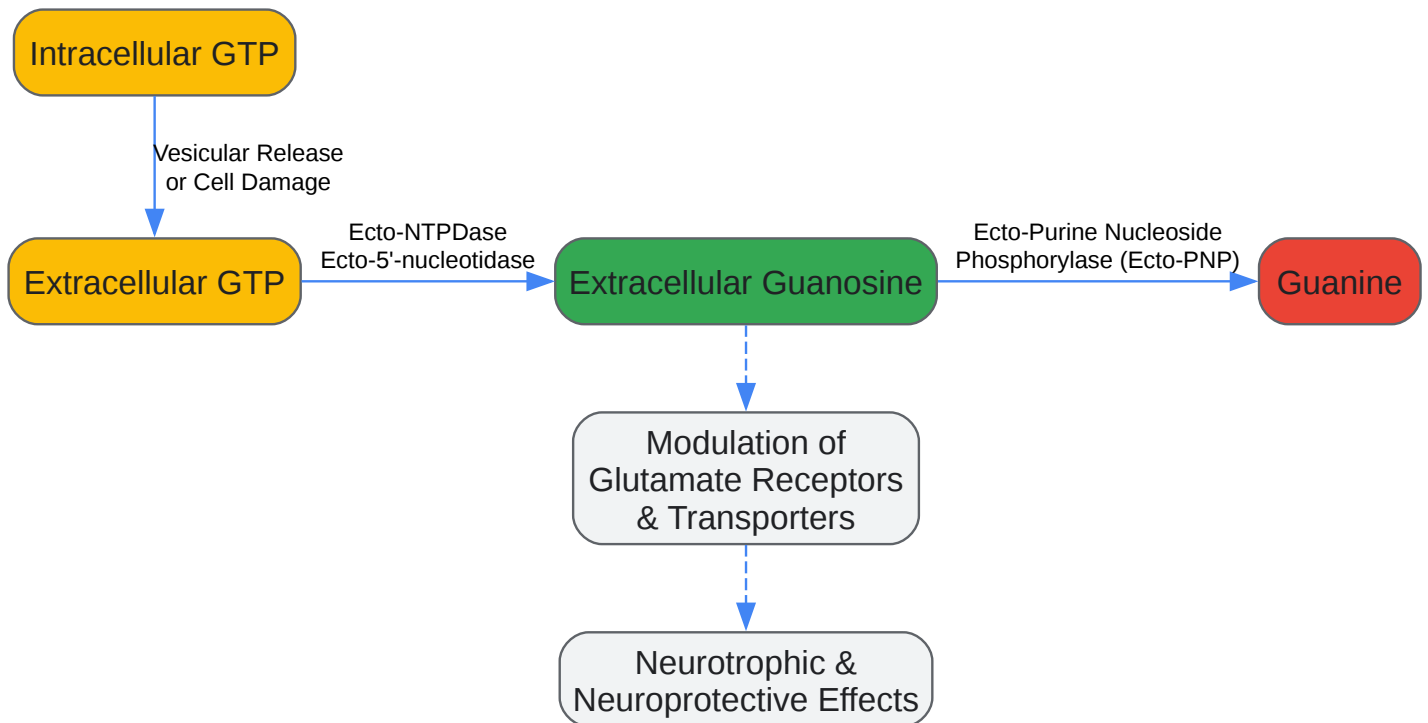 Intracellular GTP
Vesicular Release
or Cell Damage
Extracellular GTP
Ecto-NTPDase
Ecto-5'-nucleotidase
Extracellular Guanosine
Ecto-Purine Nucleoside
Phosphorylase (Ecto-PNP)
Guanine
Modulation of
Glutamate Receptors
& Transporters
Neurotrophic &
Neuroprotective Effects